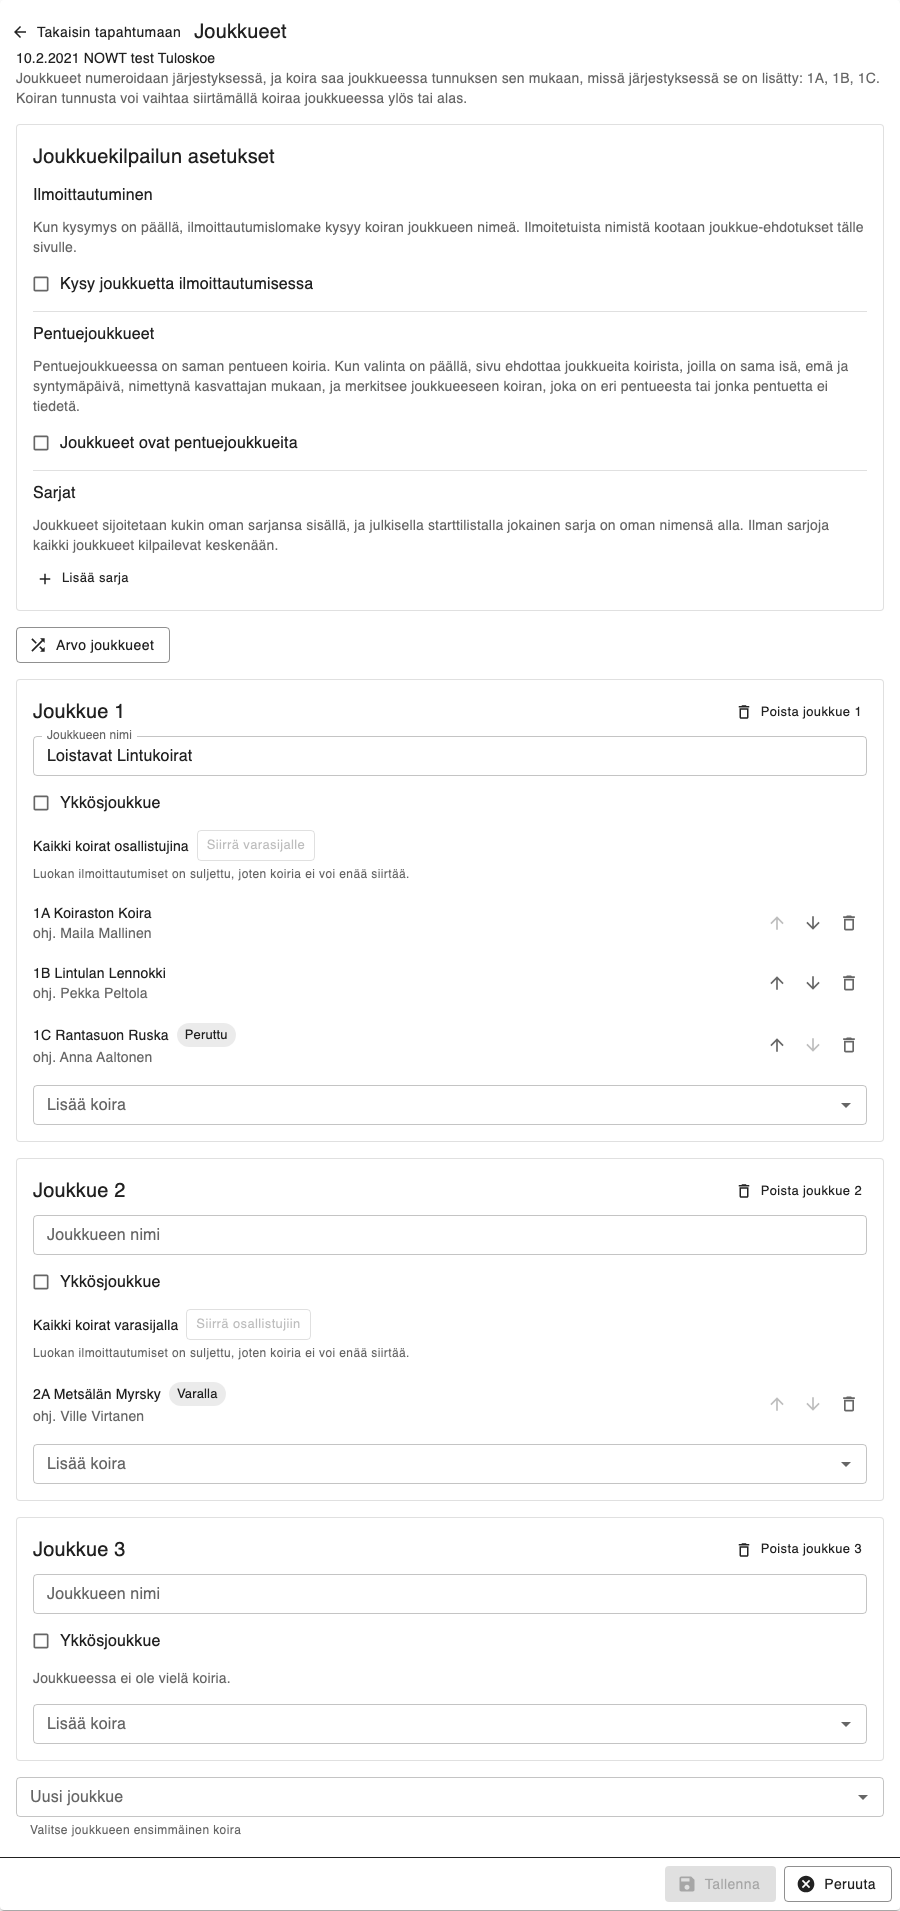 Takaisin tapahtumaan Joukkueet
10.2.2021 NOWT test Tuloskoe
Joukkueet numeroidaan järjestyksessä, ja koira saa joukkueessa tunnuksen sen mukaan, missä järjestyksessä se on lisätty: 1A, 1B, 1C.
Koiran tunnusta voi vaihtaa siirtämällä koiraa joukkueessa ylös tai alas.
Joukkuekilpailun asetukset
Ilmoittautuminen
Kun kysymys on päällä, ilmoittautumislomake kysyy koiran joukkueen nimeä. Ilmoitetuista nimistä kootaan joukkue-ehdotukset tälle
sivulle.
Kysy joukkuetta ilmoittautumisessa
Pentuejoukkueet
Pentuejoukkueessa on saman pentueen koiria. Kun valinta on päällä, sivu ehdottaa joukkueita koirista, joilla on sama isä, emä ja
syntymäpäivä, nimettynä kasvattajan mukaan, ja merkitsee joukkueeseen koiran, joka on eri pentueesta tai jonka pentuetta ei
tiedetä.
Joukkueet ovat pentuejoukkueita
Sarjat
Joukkueet sijoitetaan kukin oman sarjansa sisällä, ja julkisella starttilistalla jokainen sarja on oman nimensä alla. Ilman sarjoja
kaikki joukkueet kilpailevat keskenään.
Lisää sarja
Arvo joukkueet
Joukkue 1 Poista joukkue 1
Joukkueen nimi
Loistavat Lintukoirat
Ykkösjoukkue
Kaikki koirat osallistujina Siirrä varasijalle
Luokan ilmoittautumiset on suljettu, joten koiria ei voi enää siirtää.
1A Koiraston Koira
ohj. Maila Mallinen
1B Lintulan Lennokki
ohj. Pekka Peltola
1C Rantasuon Ruska Peruttu
ohj. Anna Aaltonen
Lisää koira
Joukkue 2 Poista joukkue 2
Joukkueen nimi
Ykkösjoukkue
Kaikki koirat varasijalla Siirrä osallistujiin
Luokan ilmoittautumiset on suljettu, joten koiria ei voi enää siirtää.
2A Metsälän Myrsky Varalla
ohj. Ville Virtanen
Lisää koira
Joukkue 3 Poista joukkue 3
Joukkueen nimi
Ykkösjoukkue
Joukkueessa ei ole vielä koiria.
Lisää koira
Uusi joukkue
Valitse joukkueen ensimmäinen koira
Tallenna Peruuta